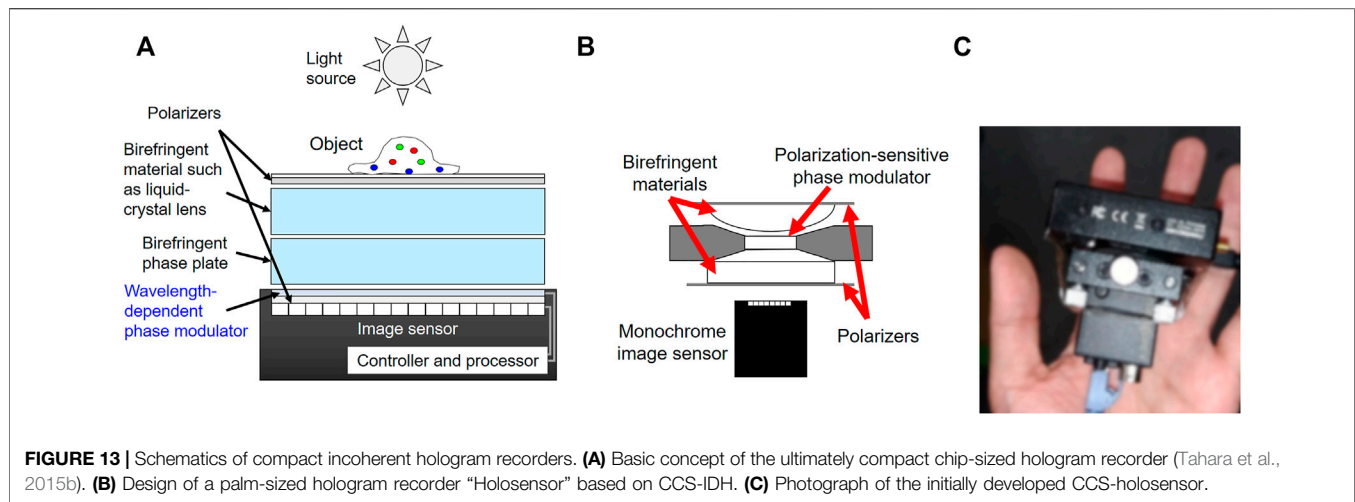 A
Light
source
Polarizers
Object
Birefringent
material such
as liquid-
crystal lens
Birefringent
phase plate
Wavelength-
dependent
phase modulator
Image sensor
Controller and processor
B
Birefringent
materials
Polarization-sensitive
phase modulator
Monochrome
image sensor
Polarizers
C
FIGURE 13 | Schematics of compact incoherent hologram recorders. (A) Basic concept of the ultimately compact chip-sized hologram recorder (Tahara et al.,
2015b). (B) Design of a palm-sized hologram recorder “Holosensor” based on CCS-IDH. (C) Photograph of the initially developed CCS-holosensor.